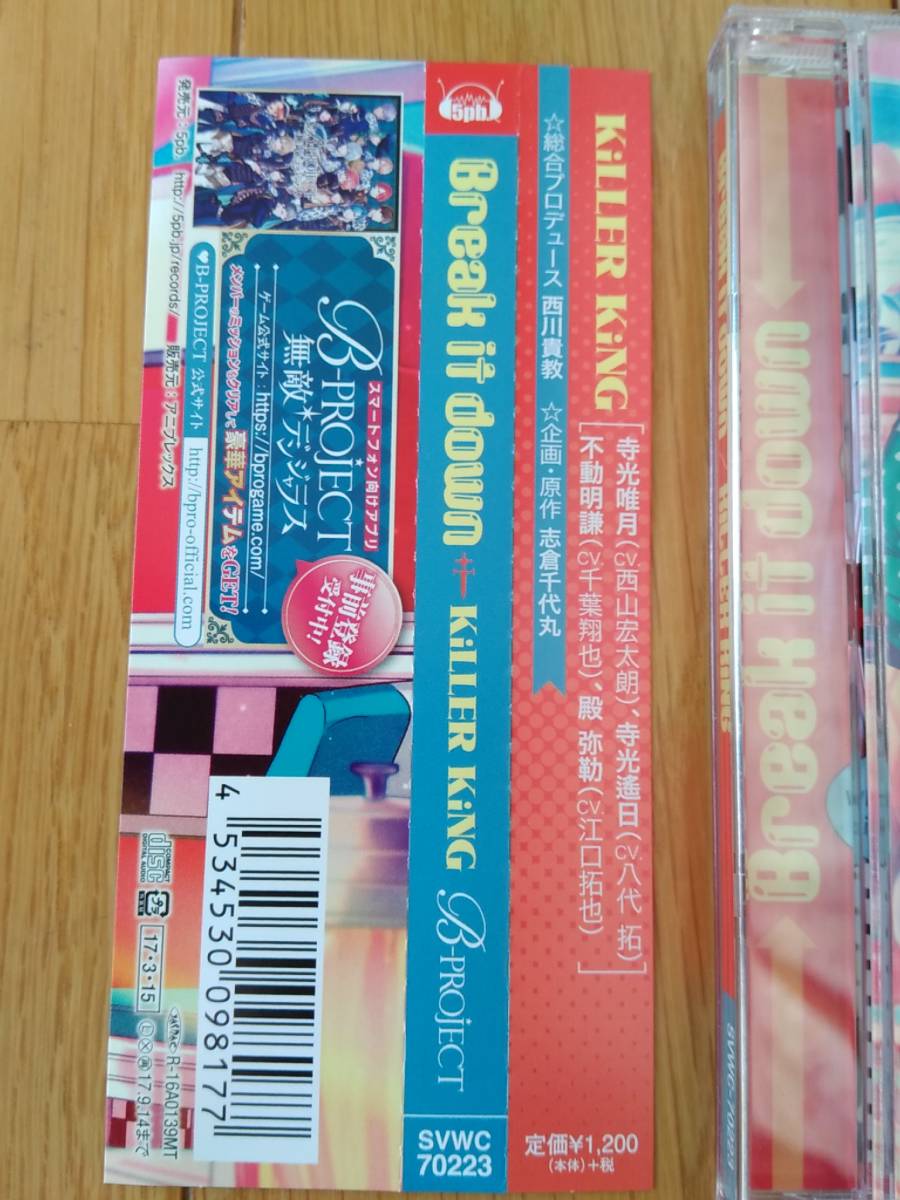 KiLLER KiNG
寺光唯月(CV.西山宏太朗)、寺光遙日(CV.八代 拓)
不動明謙(CV.千葉翔也)、殿 弥勒(CV.江口拓也)
☆総合プロデュース 西川貴教 ☆企画・原作 志倉千代丸
定価¥1,200
(本体)+税
5pb.
Break it down
KiLLER KiNG
B-PROJECT
SVWC
70223
スマートフォン向けアプリ
B-PROJECT
無敵*デンジャラス
ゲーム公式サイト:https://bprogame.com/
メンバーのミッションをクリアして豪華アイテムをGET!
事前登録
受付中!
♥B-PROJECT 公式サイト http://bpro-official.com
発売元:5pb. http://5pb.jp/records/ 販売元:アニプレックス
4 534530 098177
COMPACT
disc
DIGITAL AUDIO
17・3・15
R-16A0139MT
17.9.14まで
Break it down
SVWC-70223